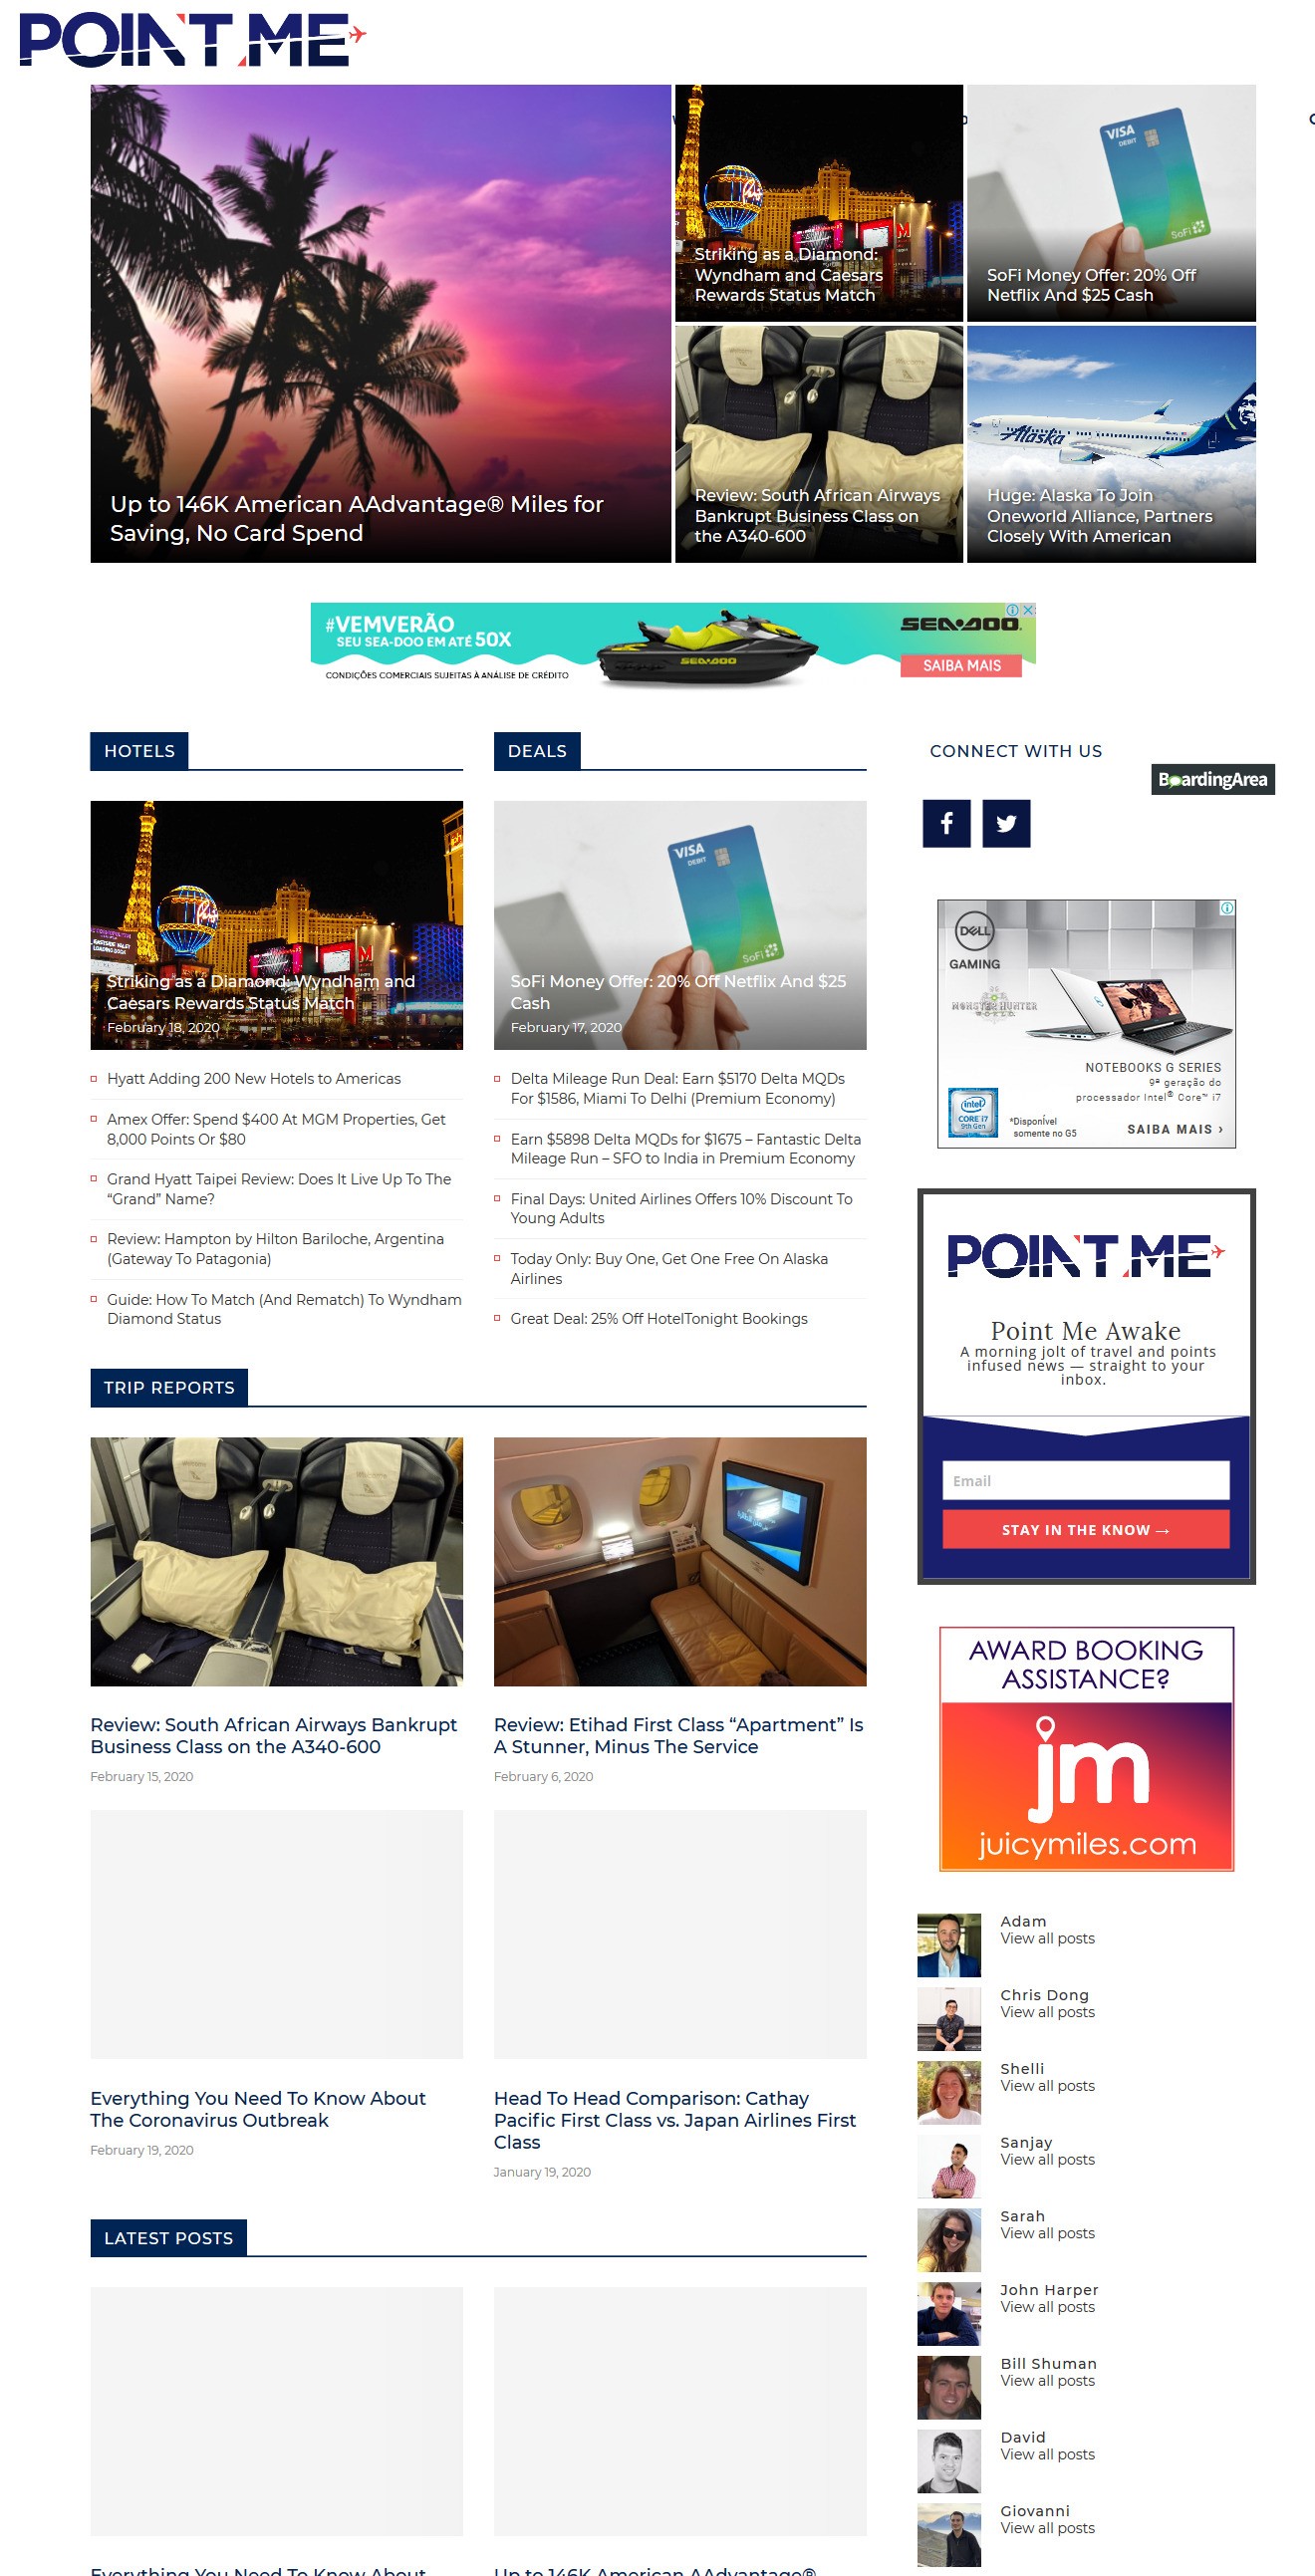 POINT.ME
Up to 146K American AAdvantage® Miles for
Saving, No Card Spend
Striking as a Diamond:
Wyndham and Caesars
Rewards Status Match
VISA
DEBIT
SoFi
SoFi Money Offer: 20% Off
Netflix And $25 Cash
Review: South African Airways
Bankrupt Business Class on
the A340-600
Alaska
Huge: Alaska To Join
Oneworld Alliance, Partners
Closely With American
#VEMVERÃO
SEU SEA-DOO EM ATÉ 50X
CONDIÇÕES COMERCIAIS SUJEITAS À ANÁLISE DE CRÉDITO
SEA-DOO
SEA-DOO
SAIBA MAIS
HOTELS
Striking as a Diamond: Wyndham and
Caesars Rewards Status Match
February 18, 2020
Hyatt Adding 200 New Hotels to Americas
Amex Offer: Spend $400 At MGM Properties, Get
8,000 Points Or $80
Grand Hyatt Taipei Review: Does It Live Up To The
“Grand” Name?
Review: Hampton by Hilton Bariloche, Argentina
(Gateway To Patagonia)
Guide: How To Match (And Rematch) To Wyndham
Diamond Status
DEALS
VISA
DEBIT
SoFi
SoFi Money Offer: 20% Off Netflix And $25
Cash
February 17, 2020
Delta Mileage Run Deal: Earn $5170 Delta MQDs
For $1586, Miami To Delhi (Premium Economy)
Earn $5898 Delta MQDs for $1675 – Fantastic Delta
Mileage Run – SFO to India in Premium Economy
Final Days: United Airlines Offers 10% Discount To
Young Adults
Today Only: Buy One, Get One Free On Alaska
Airlines
Great Deal: 25% Off HotelTonight Bookings
TRIP REPORTS
Review: South African Airways Bankrupt
Business Class on the A340-600
February 15, 2020
Review: Etihad First Class “Apartment” Is
A Stunner, Minus The Service
February 6, 2020
Everything You Need To Know About
The Coronavirus Outbreak
February 19, 2020
Head To Head Comparison: Cathay
Pacific First Class vs. Japan Airlines First
Class
January 19, 2020
LATEST POSTS
Everything You Need To Know About
Up to 146K American AAdvantage®
CONNECT WITH US
BoardingArea
DELL
GAMING
MONSTER HUNTER
WORLD
NOTEBOOKS G SERIES
9ª geração do
processador Intel® Core™ i7
intel
CORE i7
9th Gen
*Disponível
somente no G5
SAIBA MAIS ›
POINT.ME
Point Me Awake
A morning jolt of travel and points
infused news — straight to your
inbox.
Email
STAY IN THE KNOW →
AWARD BOOKING
ASSISTANCE?
jm
juicymiles.com
Adam
View all posts
Chris Dong
View all posts
Shelli
View all posts
Sanjay
View all posts
Sarah
View all posts
John Harper
View all posts
Bill Shuman
View all posts
David
View all posts
Giovanni
View all posts